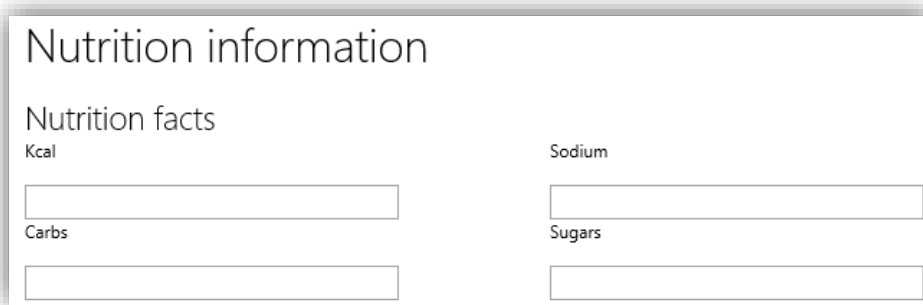 Nutrition information
Nutrition facts
Kcal
Sodium
Carbs
Sugars